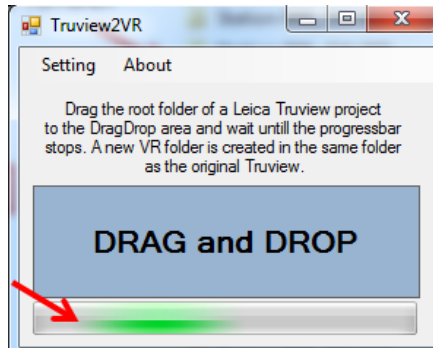 Truview2VR
Setting About
Drag the root folder of a Leica Truview project
to the DragDrop area and wait untill the progressbar
stops. A new VR folder is created in the same folder
as the original Truview.
DRAG and DROP